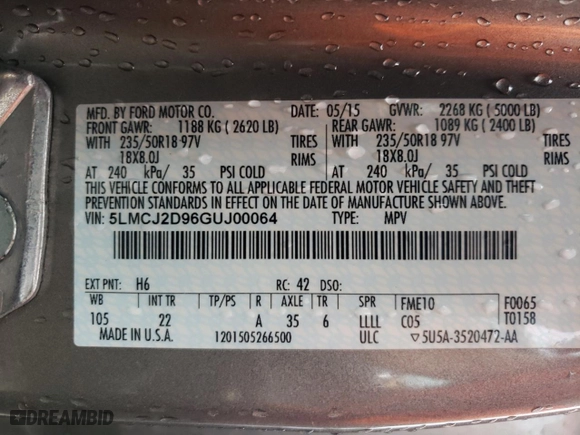 MFD. BY FORD MOTOR CO. DATE: 05/15 GVWR: 2268 KG ( 5000 LB)
FRONT GAWR: 1188 KG ( 2620 LB) REAR GAWR: 1089 KG ( 2400 LB)
WITH 235/50R18 97V TIRES WITH 235/50R18 97V TIRES
18X8.0J RIMS 18X8.0J RIMS
AT 240 kPa/ 35 PSI COLD AT 240 kPa/ 35 PSI COLD
THIS VEHICLE CONFORMS TO ALL APPLICABLE FEDERAL MOTOR VEHICLE SAFETY AND THEFT
PREVENTION STANDARDS IN EFFECT ON THE DATE OF MANUFACTURE SHOWN ABOVE.
VIN: 5LMCJ2D96GUJ00064 TYPE: MPV
EXT PNT: H6 RC: 42 DSO:
WB INT TR TP/PS R AXLE TR SPR FME10 F0065
105 22 A 35 6 LLLL C05 T0158
MADE IN U.S.A. 1201505266500 ULC ▽5U5A-3520472-AA
DREAMBID